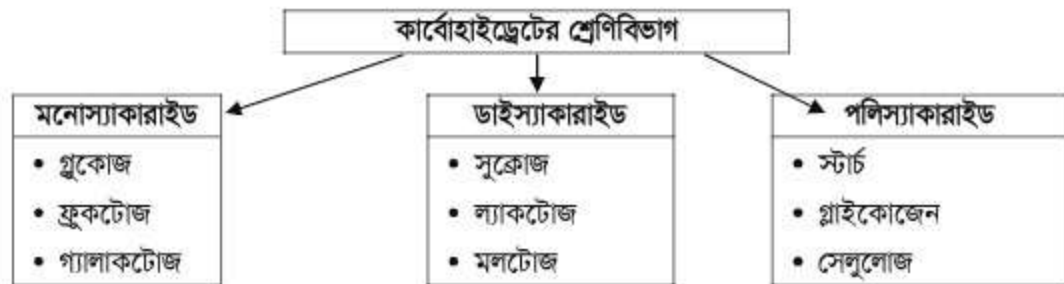 কার্বোহাইড্রেটের শ্রেণিবিভাগ
মনোস্যাকারাইড
• গ্লুকোজ
• ফ্রুকটোজ
• গ্যালাকটোজ
ডাইস্যাকারাইড
• সুক্রোজ
• ল্যাকটোজ
• মলটোজ
পলিস্যাকারাইড
• স্টার্চ
• গ্লাইকোজেন
• সেলুলোজ